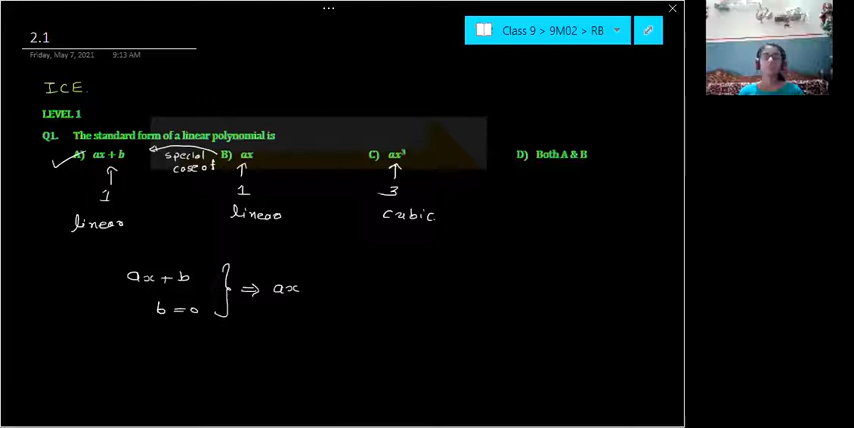 2.1
Friday, May 7, 2021 9:13 AM
Class 9 > 9M02 > RB
ICE.
LEVEL 1
Q1. The standard form of a linear polynomial is
A) ax + b special case of B) ax C) ax³ D) Both A & B
1 1 3
linear linear cubic
ax + b
b = 0 } ⇒ ax